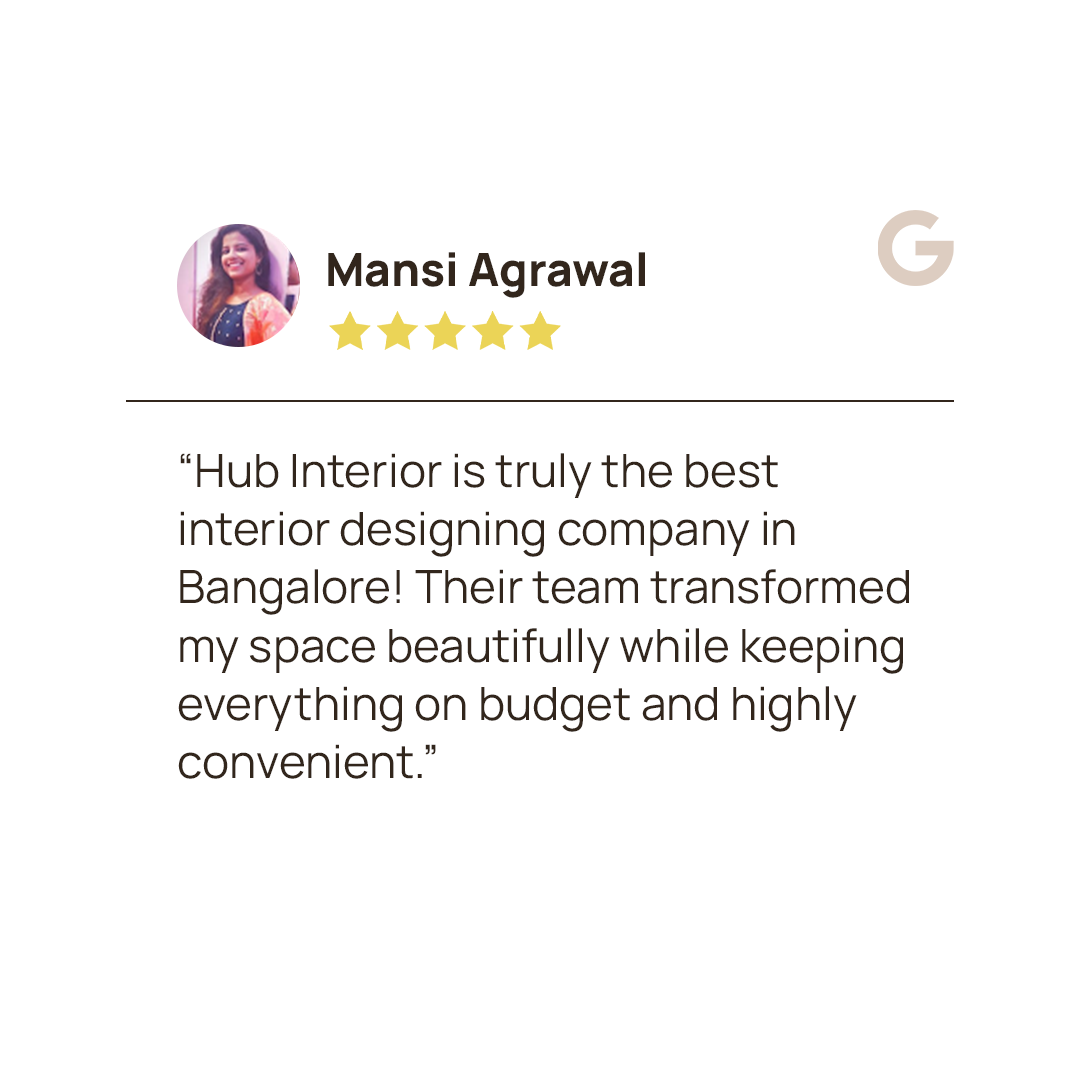 Mansi Agrawal
G
“Hub Interior is truly the best
interior designing company in
Bangalore! Their team transformed
my space beautifully while keeping
everything on budget and highly
convenient.”